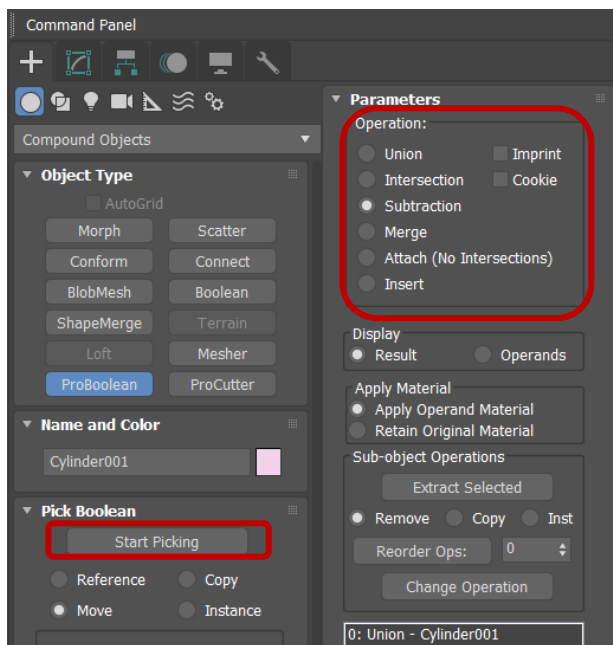 Command Panel
Compound Objects
Object Type
AutoGrid
Morph Scatter
Conform Connect
BlobMesh Boolean
ShapeMerge Terrain
Loft Mesher
ProBoolean ProCutter
Name and Color
Cylinder001
Pick Boolean
Start Picking
Reference Copy
Move Instance
Parameters
Operation:
Union Imprint
Intersection Cookie
Subtraction
Merge
Attach (No Intersections)
Insert
Display
Result Operands
Apply Material
Apply Operand Material
Retain Original Material
Sub-object Operations
Extract Selected
Remove Copy Inst
Reorder Ops: 0
Change Operation
0: Union - Cylinder001